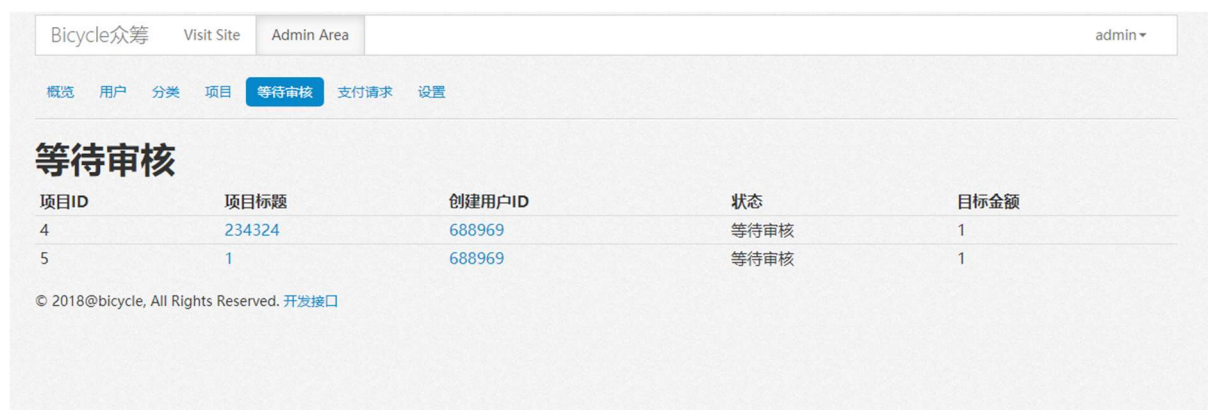 Bicycle众筹 Visit Site Admin Area admin
概览 用户 分类 项目 等待审核 支付请求 设置
等待审核
项目ID 项目标题 创建用户ID 状态 目标金额
4 234324 688969 等待审核 1
5 1 688969 等待审核 1
© 2018@bicycle, All Rights Reserved. 开发接口